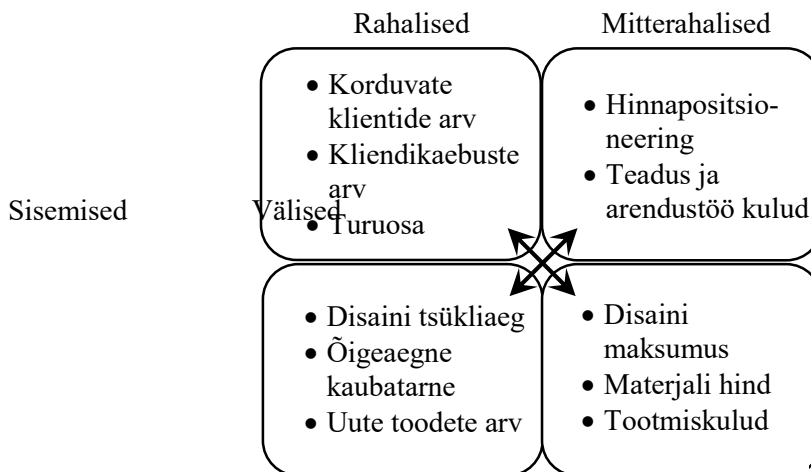 Rahalised
Mitterahalised
• Korduvate
klientide arv
• Kliendikaebuste
arv
• Turuosa
• Hinnapositsio-
neering
• Teadus ja
arendustöö kulud
Sisemised
Välised
• Disaini tsükliaeg
• Õigeaegne
kaubatarne
• Uute toodete arv
• Disaini
maksumus
• Materjali hind
• Tootmiskulud